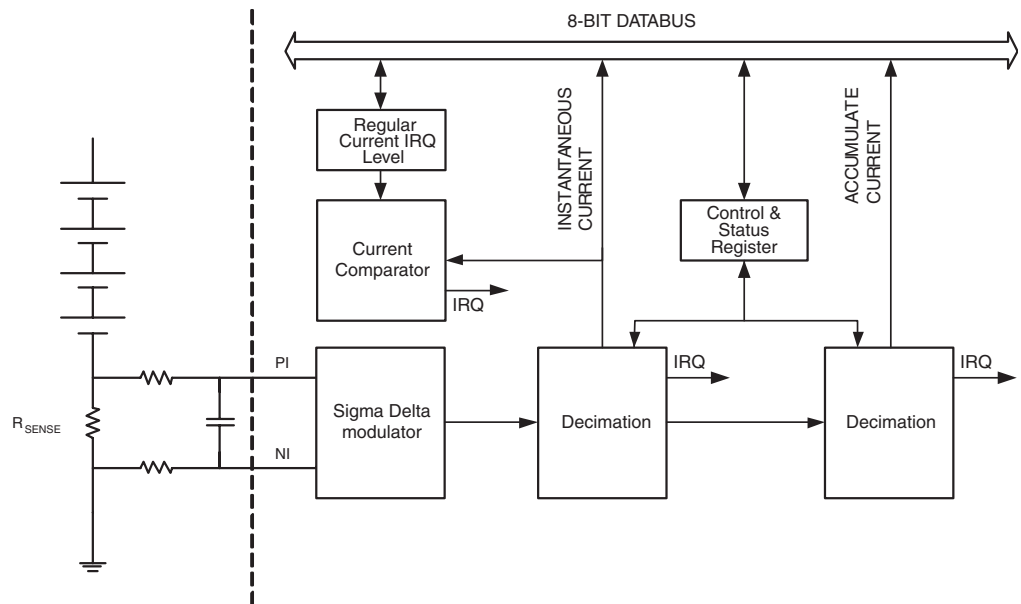 8-BIT DATABUS
Regular
Current IRQ
Level
INSTANTANEOUS
CURRENT
ACCUMULATE
CURRENT
Control &
Status
Register
Current
Comparator
IRQ
PI
IRQ
IRQ
Sigma Delta
modulator
Decimation
Decimation
RSENSE
NI